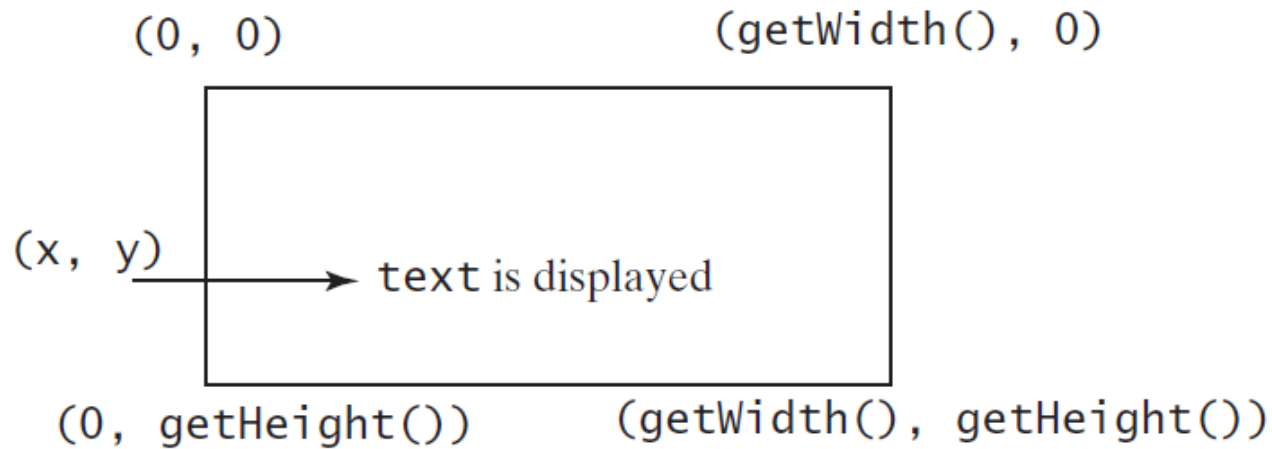 (0, 0) (getWidth(), 0)
(x, y)
text is displayed
(0, getHeight()) (getWidth(), getHeight())